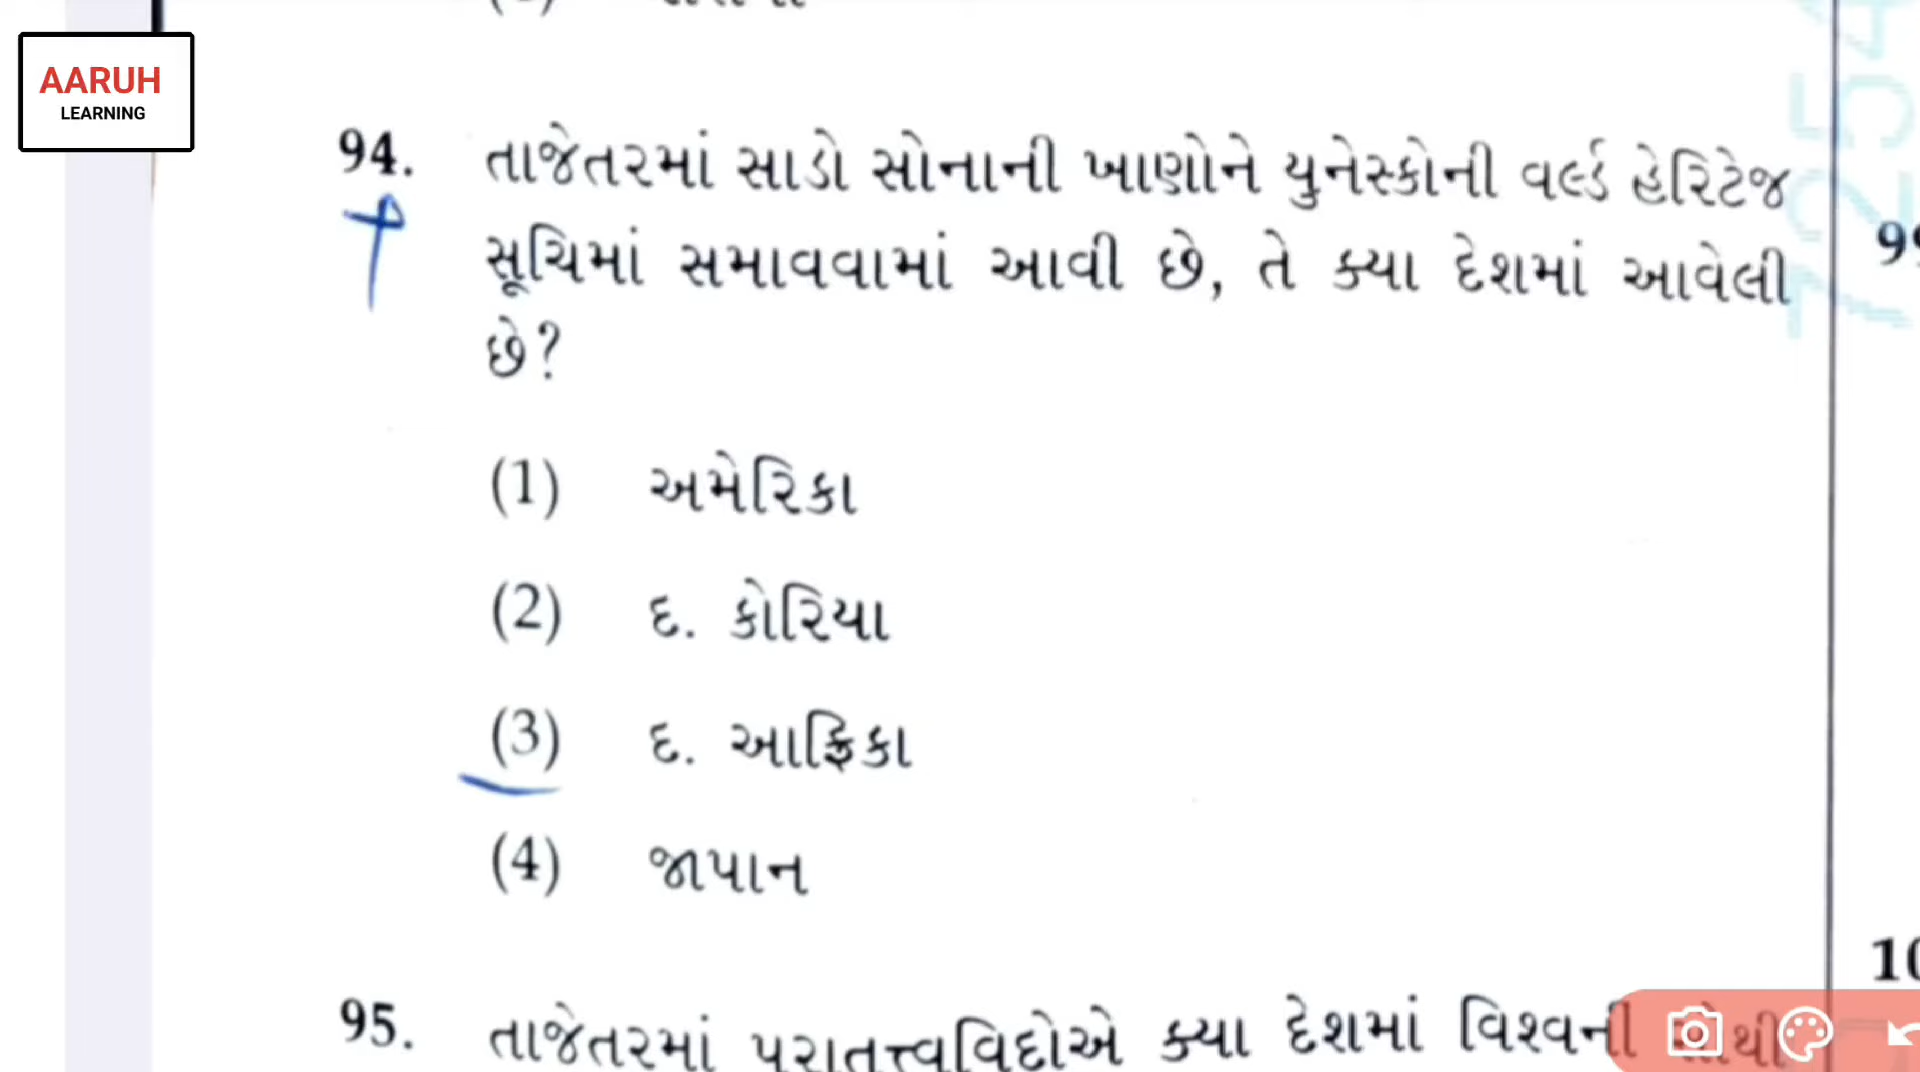 AARUH
LEARNING
94. તાજેતરમાં સાડો સોનાની ખાણોને યુનેસ્કોની વર્લ્ડ હેરિટેજ
સૂચિમાં સમાવવામાં આવી છે, તે ક્યા દેશમાં આવેલી
છે?
(1) અમેરિકા
(2) દ. કોરિયા
(3) દ. આફ્રિકા
(4) જાપાન
95. તાજેતરમાં પુરાતત્ત્વવિદોએ ક્યા દેશમાં વિશ્વની